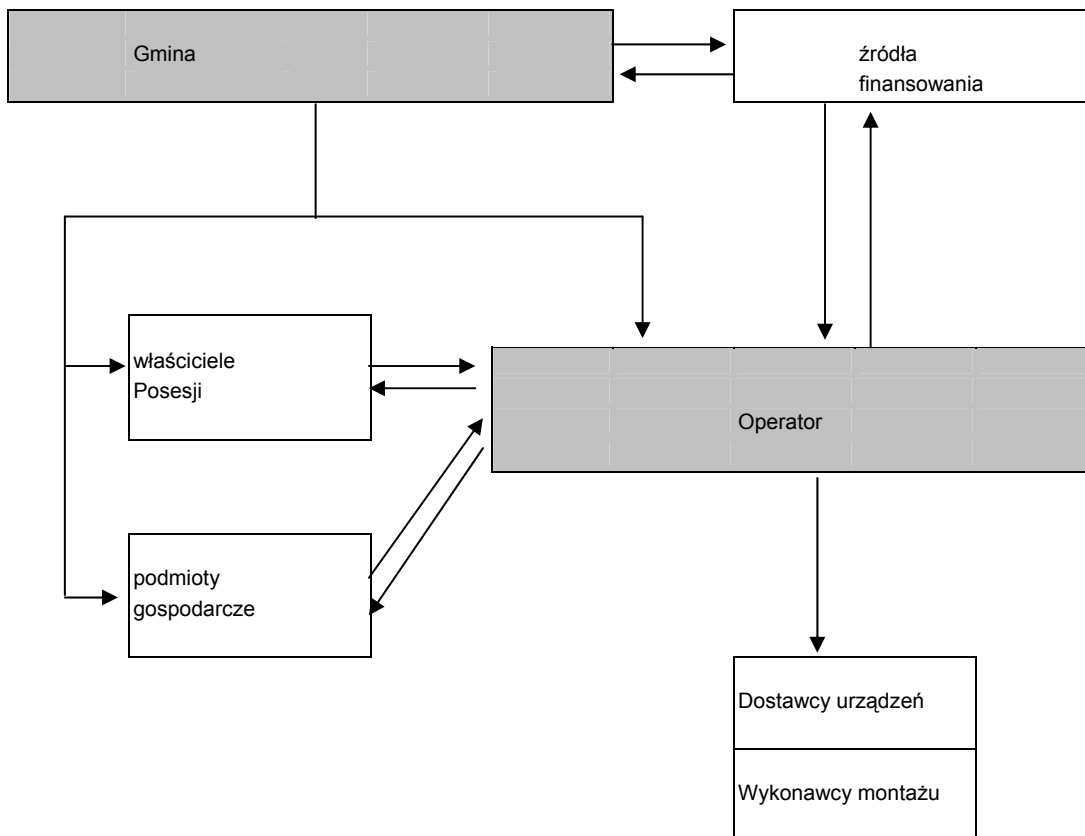 Gmina
źródła
finansowania
właściciele
Posesji
Operator
podmioty
gospodarcze
Dostawcy urządzeń
Wykonawcy montażu